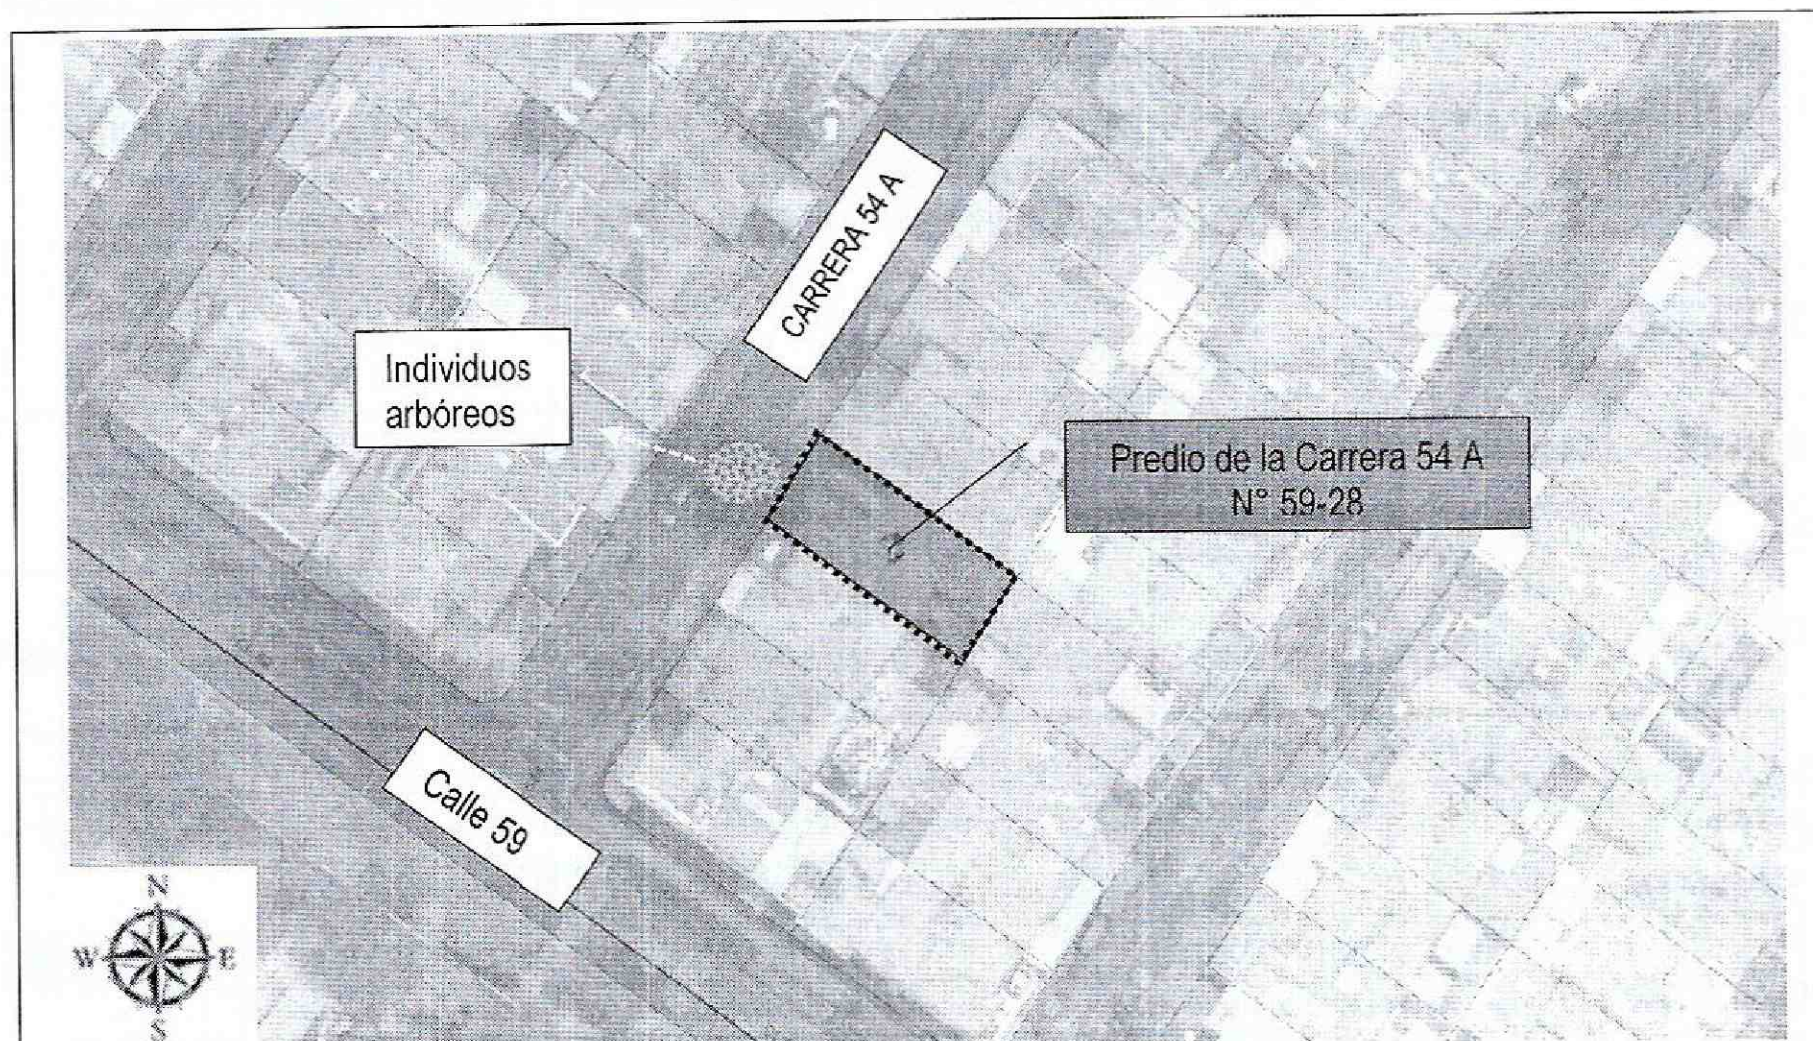 CARRERA 54 A
Individuos
arbóreos
Predio de la Carrera 54 A
N° 59-28
Calle 59
N
W E
S